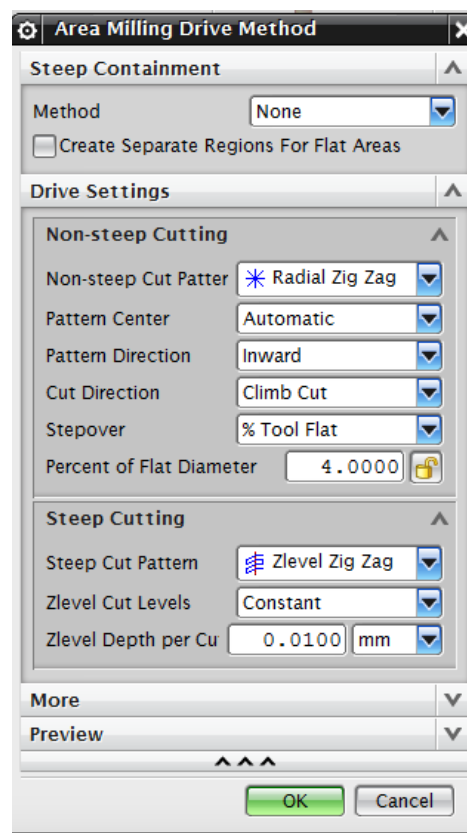 Area Milling Drive Method
Steep Containment
Method None
Create Separate Regions For Flat Areas
Drive Settings
Non-steep Cutting
Non-steep Cut Patter Radial Zig Zag
Pattern Center Automatic
Pattern Direction Inward
Cut Direction Climb Cut
Stepover % Tool Flat
Percent of Flat Diameter 4.0000
Steep Cutting
Steep Cut Pattern Zlevel Zig Zag
Zlevel Cut Levels Constant
Zlevel Depth per Cu 0.0100 mm
More
Preview
OK Cancel